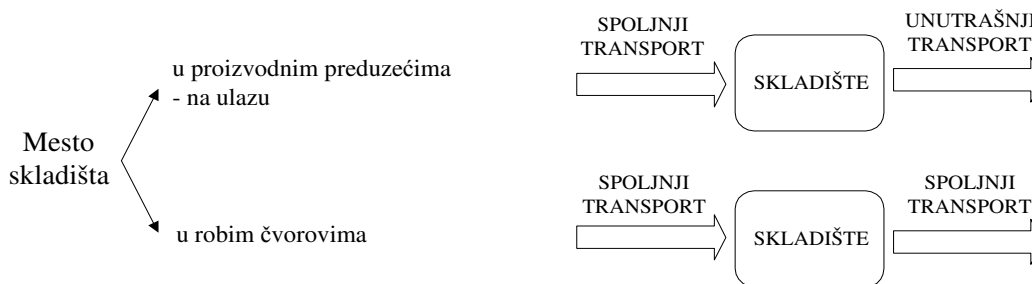 Mesto
skladišta
u proizvodnim preduzećima
- na ulazu
u robim čvorovima
SPOLJNJI
TRANSPORT
SKLADIŠTE
UNUTRAŠNJI
TRANSPORT
SPOLJNJI
TRANSPORT
SKLADIŠTE
SPOLJNJI
TRANSPORT